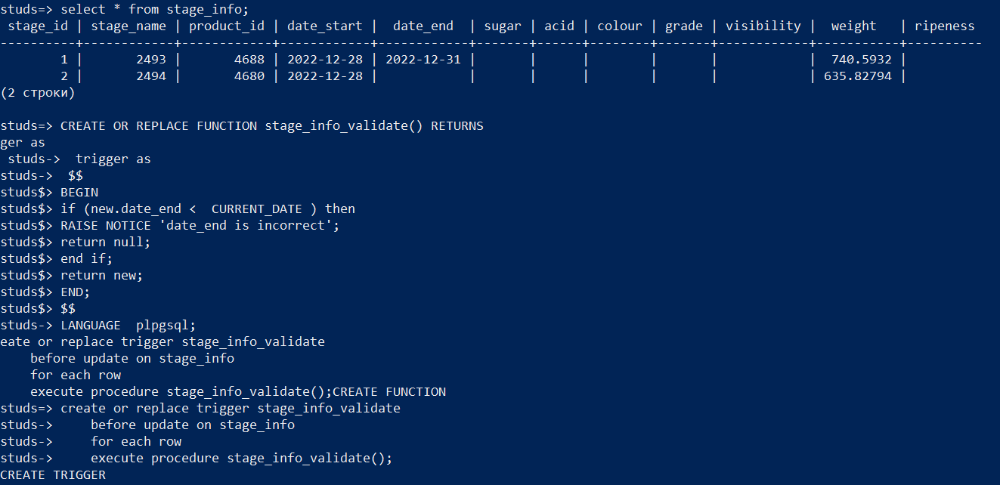 studs=> select * from stage_info;
 stage_id | stage_name | product_id | date_start |  date_end  | sugar | acid | colour | grade | visibility |  weight   | ripeness
----------+------------+------------+------------+------------+-------+------+--------+-------+------------+-----------+----------
        1 |       2493 |       4688 | 2022-12-28 | 2022-12-31 |       |      |        |       |            |  740.5932 |
        2 |       2494 |       4680 | 2022-12-28 |            |       |      |        |       |            | 635.82794 |
(2 строки)

studs=> CREATE OR REPLACE FUNCTION stage_info_validate() RETURNS
ger as
 studs->  trigger as
studs->  $$
studs$> BEGIN
studs$> if (new.date_end <  CURRENT_DATE ) then
studs$> RAISE NOTICE 'date_end is incorrect';
studs$> return null;
studs$> end if;
studs$> return new;
studs$> END;
studs$> $$
studs-> LANGUAGE  plpgsql;
eate or replace trigger stage_info_validate
    before update on stage_info
    for each row
    execute procedure stage_info_validate();CREATE FUNCTION
studs=> create or replace trigger stage_info_validate
studs->     before update on stage_info
studs->     for each row
studs->     execute procedure stage_info_validate();
CREATE TRIGGER